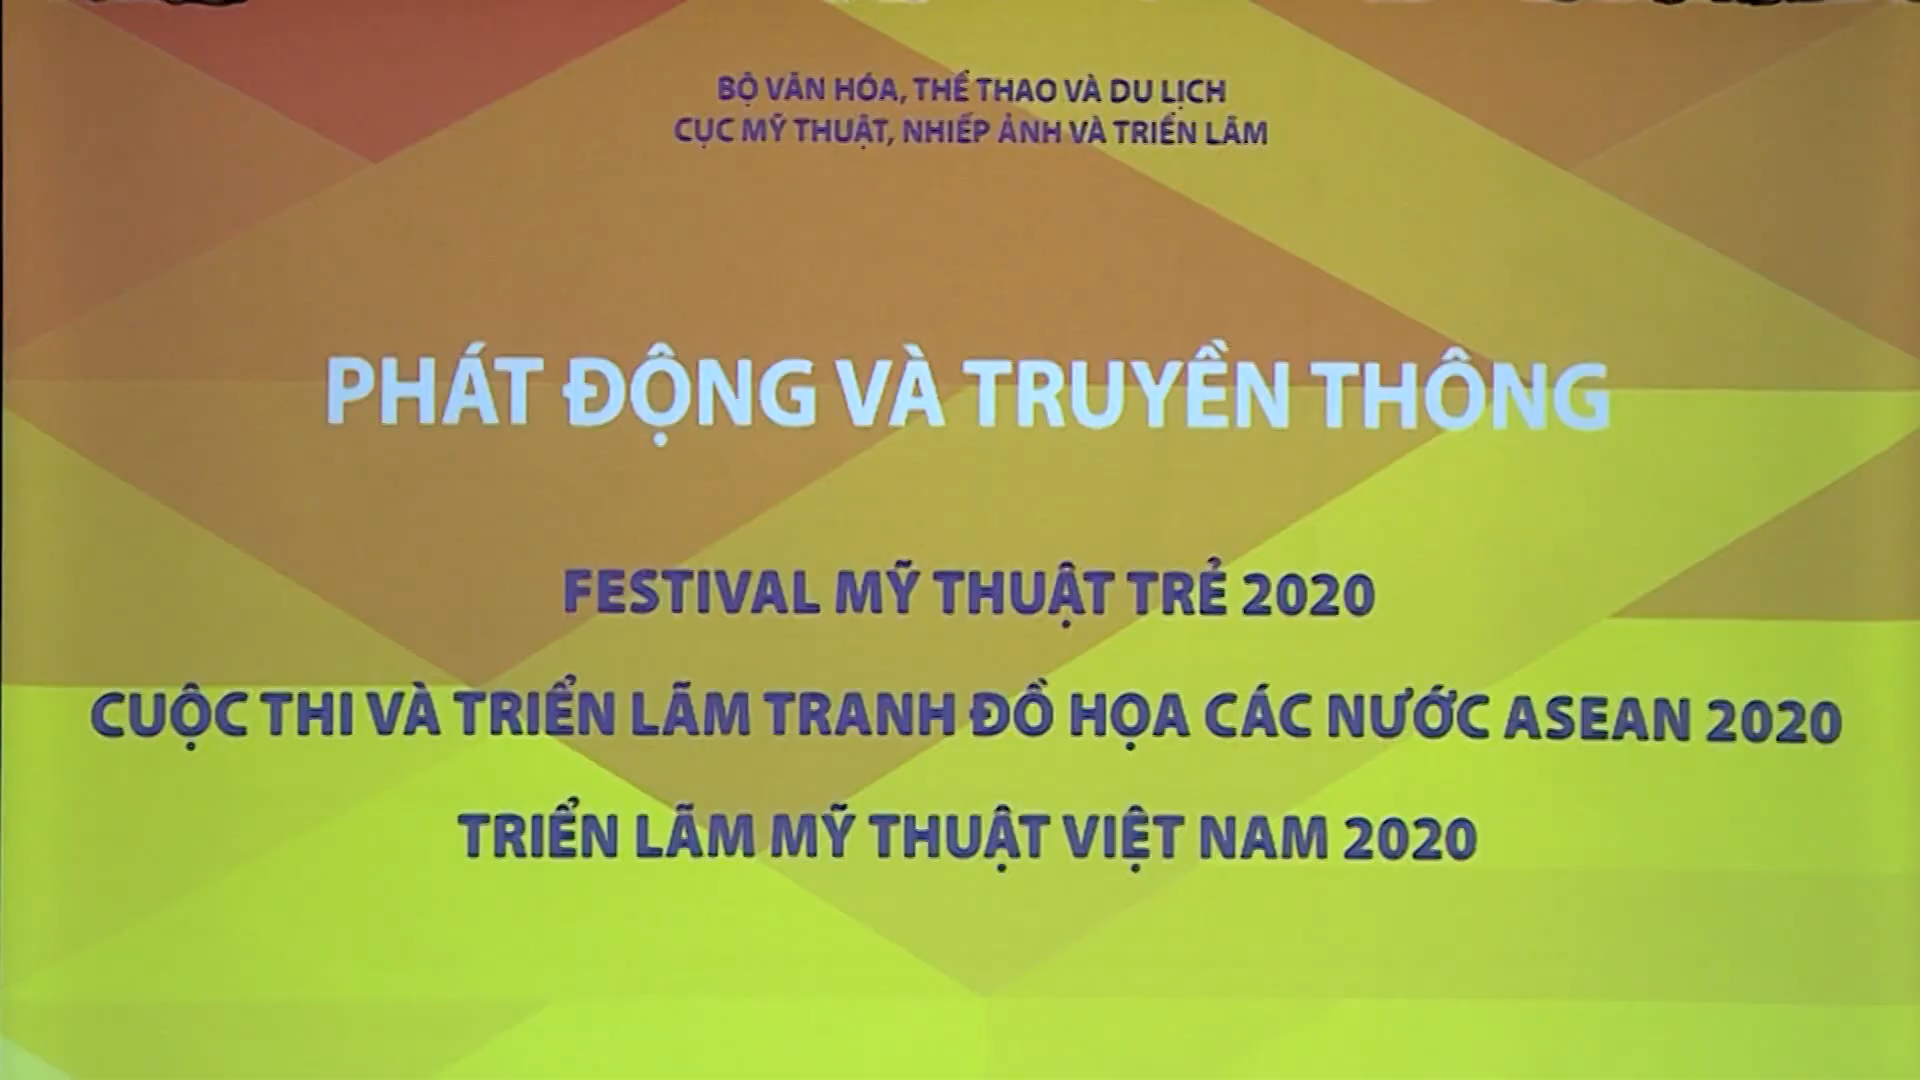 BỘ VĂN HÓA, THỂ THAO VÀ DU LỊCH
CỤC MỸ THUẬT, NHIẾP ẢNH VÀ TRIỂN LÃM
PHÁT ĐỘNG VÀ TRUYỀN THÔNG
FESTIVAL MỸ THUẬT TRẺ 2020
CUỘC THI VÀ TRIỂN LÃM TRANH ĐỒ HỌA CÁC NƯỚC ASEAN 2020
TRIỂN LÃM MỸ THUẬT VIỆT NAM 2020